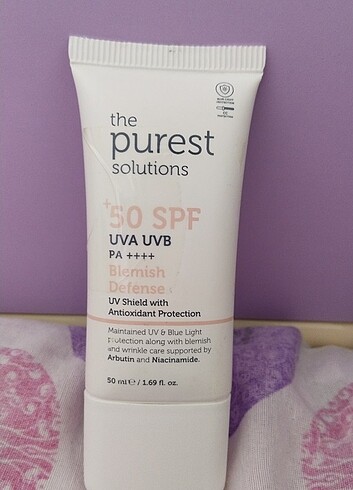 the
purest
solutions
+50 SPF
UVA UVB
PA ++++
Blemish
Defense
UV Shield with
Antioxidant Protection
Maintained UV & Blue Light
protection along with blemish
and wrinkle care supported by
Arbutin and Niacinamide.
50 ml ℮ / 1.69 fl. oz.